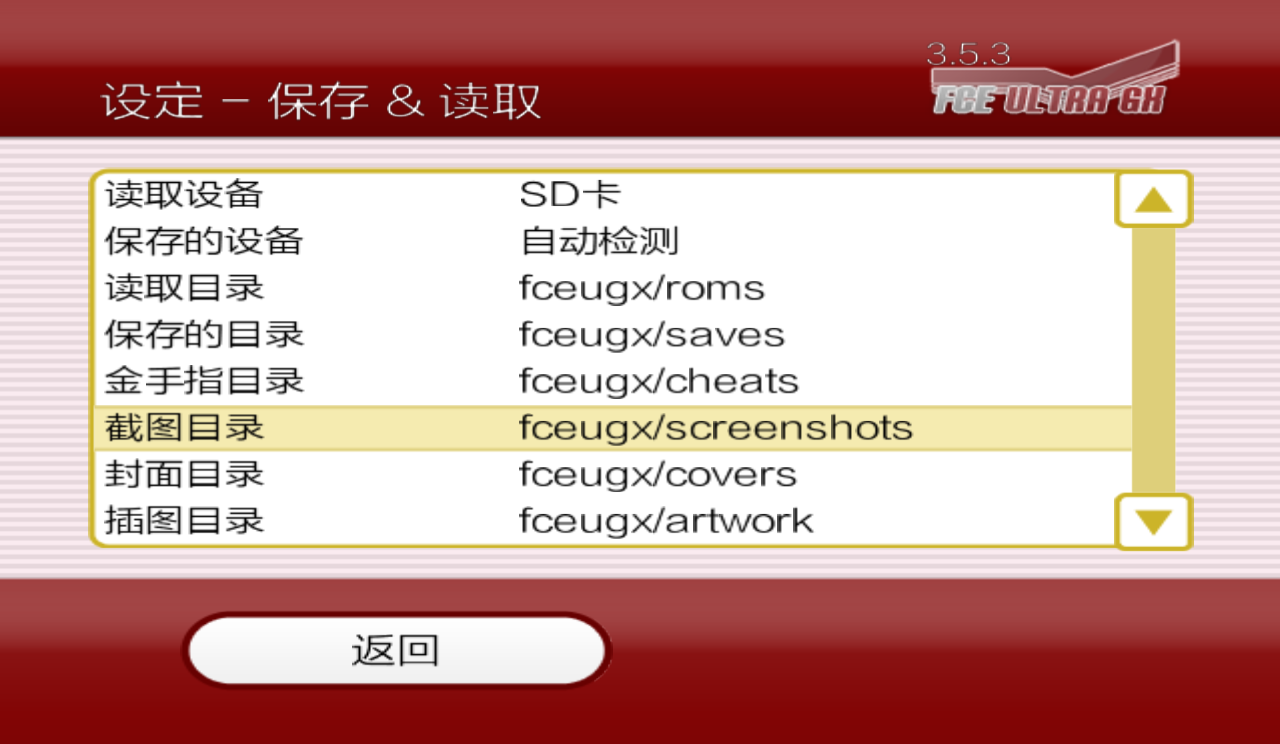 3.5.3
FCE ULTRA GX
设定 - 保存 & 读取
读取设备 SD卡
保存的设备 自动检测
读取目录 fceugx/roms
保存的目录 fceugx/saves
金手指目录 fceugx/cheats
截图目录 fceugx/screenshots
封面目录 fceugx/covers
插图目录 fceugx/artwork
返回